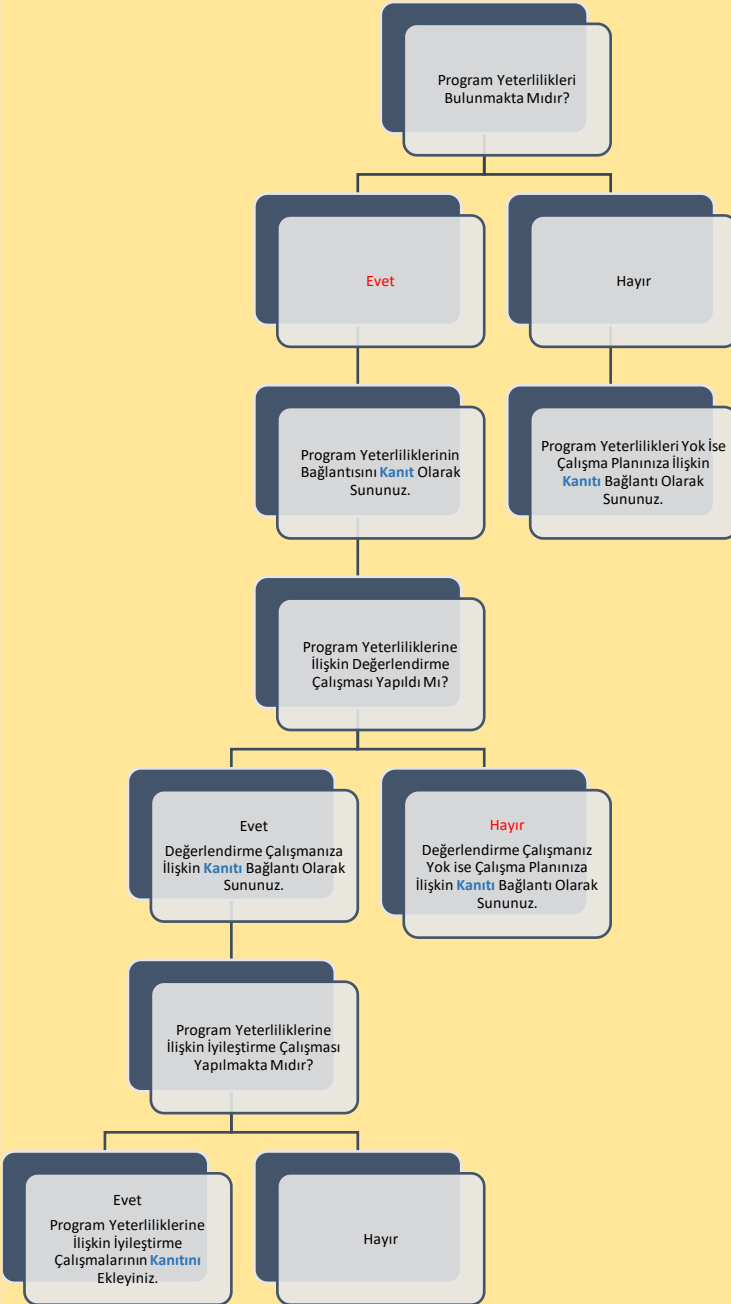 Program Yeterlilikleri
Bulunmakta Mıdır?
Evet
Hayır
Program Yeterliliklerinin
Bağlantısını Kanıt Olarak
Sununuz.
Program Yeterlilikleri Yok İse
Çalışma Planınıza İlişkin
Kanıtı Bağlantı Olarak
Sununuz.
Program Yeterliliklerine
İlişkin Değerlendirme
Çalışması Yapıldı Mı?
Evet
Değerlendirme Çalışmanıza
İlişkin Kanıtı Bağlantı Olarak
Sununuz.
Hayır
Değerlendirme Çalışmanız
Yok ise Çalışma Planınıza
İlişkin Kanıtı Bağlantı Olarak
Sununuz.
Program Yeterliliklerine
İlişkin İyileştirme Çalışması
Yapılmakta Mıdır?
Evet
Program Yeterliliklerine
İlişkin İyileştirme
Çalışmalarının Kanıtını
Ekleyiniz.
Hayır